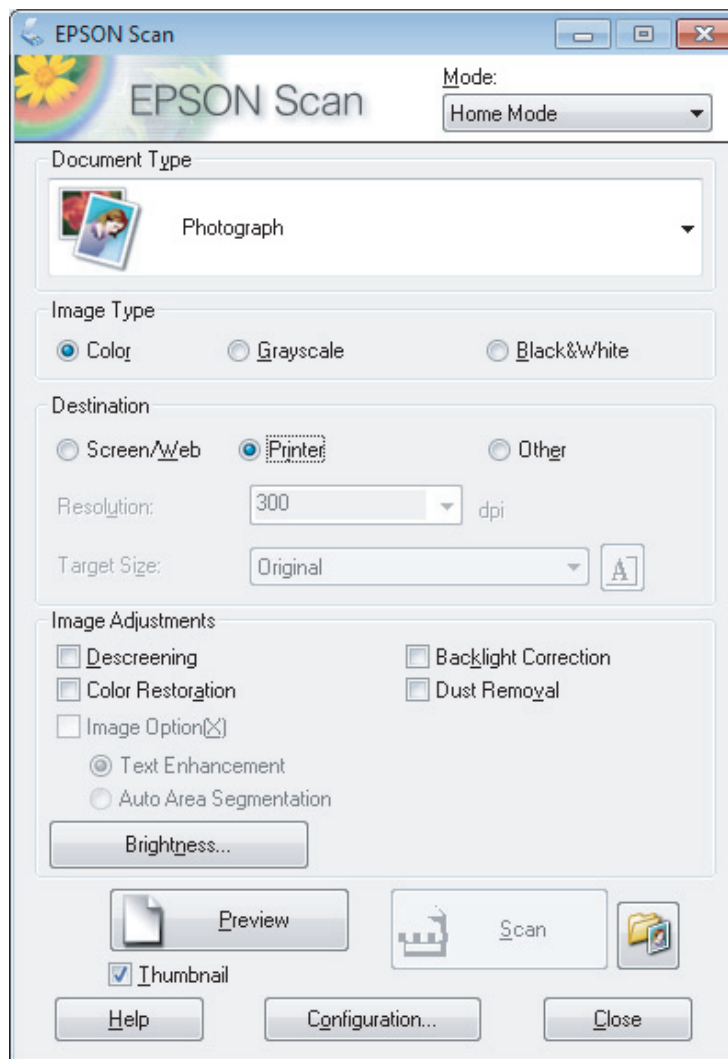 EPSON Scan
EPSON Scan
Mode:
Home Mode
Document Type
Photograph
Image Type
Color Grayscale Black&White
Destination
Screen/Web Printer Other
Resolution: 300 dpi
Target Size: Original A
Image Adjustments
Descreening Backlight Correction
Color Restoration Dust Removal
Image Option(X)
Text Enhancement
Auto Area Segmentation
Brightness...
Preview Scan
Thumbnail
Help Configuration... Close